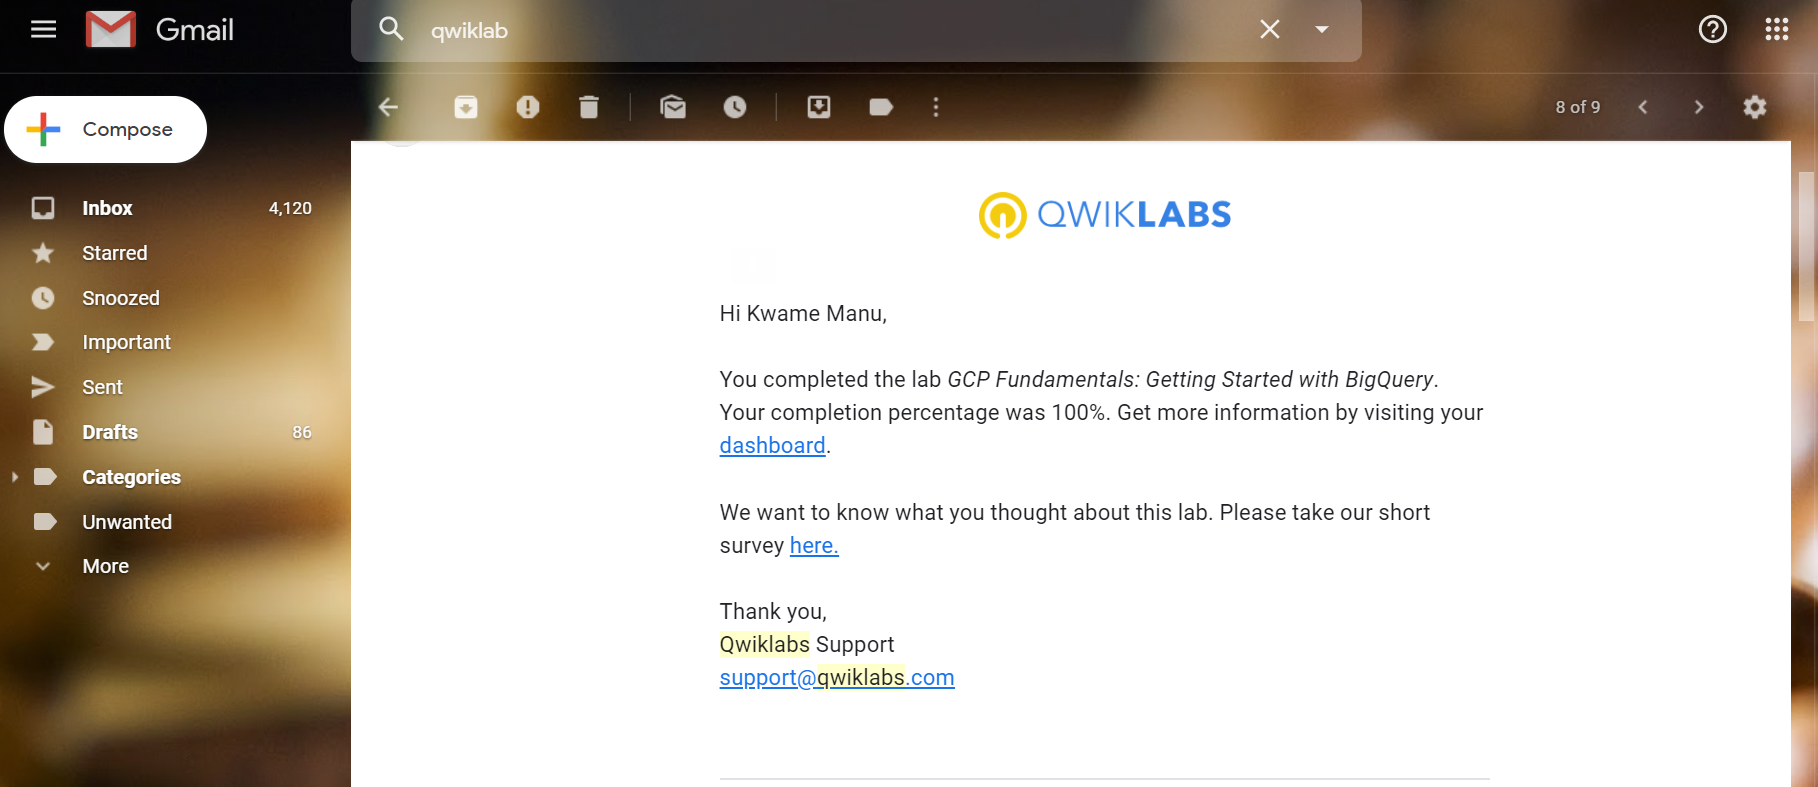 Gmail
qwiklab
Compose
8 of 9
Inbox 4,120
Starred
Snoozed
Important
Sent
Drafts 86
Categories
Unwanted
More
QWIKLABS
Hi Kwame Manu,
You completed the lab GCP Fundamentals: Getting Started with BigQuery.
Your completion percentage was 100%. Get more information by visiting your
dashboard.
We want to know what you thought about this lab. Please take our short
survey here.
Thank you,
Qwiklabs Support
support@qwiklabs.com